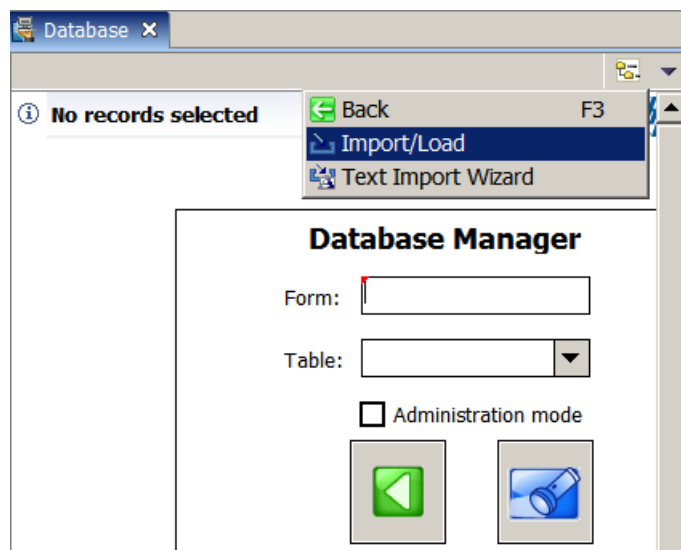 Database
No records selected
Back F3
Import/Load
Text Import Wizard
Database Manager
Form:
Table:
Administration mode